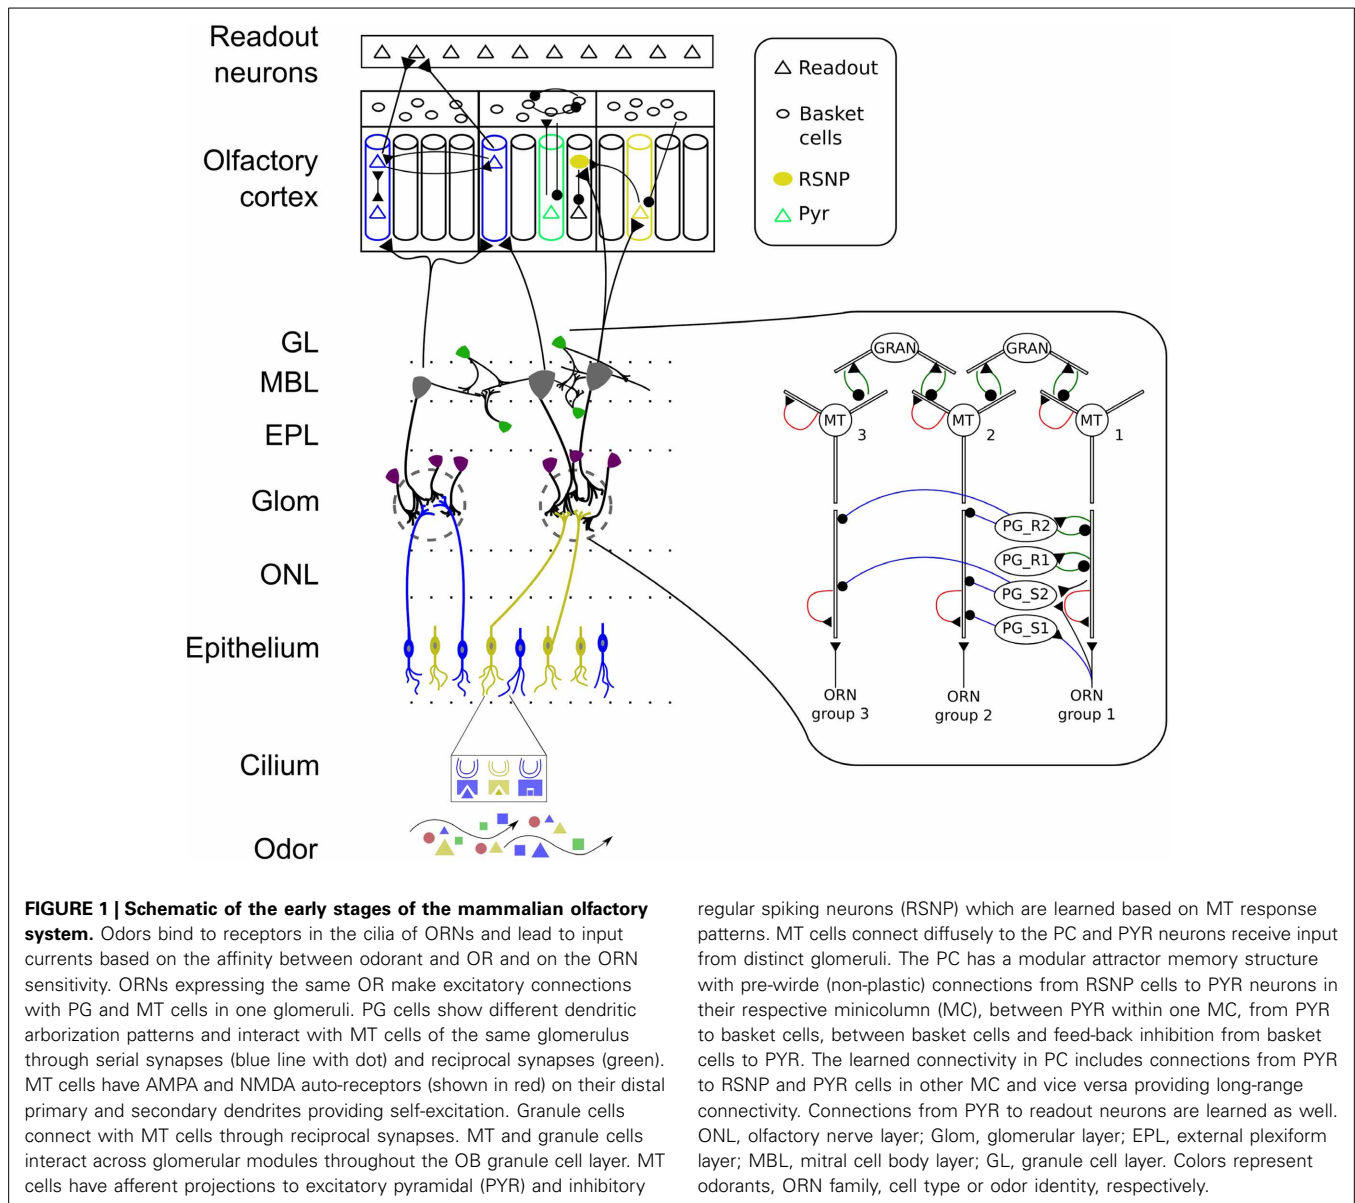 Readout
neurons
Olfactory
cortex
Readout
Basket
cells
RSNP
Pyr
GL
MBL
EPL
Glom
ONL
Epithelium
Cilium
Odor
GRAN
GRAN
MT
3
MT
2
MT
1
PG_R2
PG_R1
PG_S2
PG_S1
ORN
group 3
ORN
group 2
ORN
group 1
FIGURE 1 | Schematic of the early stages of the mammalian olfactory
system. Odors bind to receptors in the cilia of ORNs and lead to input
currents based on the affinity between odorant and OR and on the ORN
sensitivity. ORNs expressing the same OR make excitatory connections
with PG and MT cells in one glomeruli. PG cells show different dendritic
arborization patterns and interact with MT cells of the same glomerulus
through serial synapses (blue line with dot) and reciprocal synapses (green).
MT cells have AMPA and NMDA auto-receptors (shown in red) on their distal
primary and secondary dendrites providing self-excitation. Granule cells
connect with MT cells through reciprocal synapses. MT and granule cells
interact across glomerular modules throughout the OB granule cell layer. MT
cells have afferent projections to excitatory pyramidal (PYR) and inhibitory
regular spiking neurons (RSNP) which are learned based on MT response
patterns. MT cells connect diffusely to the PC and PYR neurons receive input
from distinct glomeruli. The PC has a modular attractor memory structure
with pre-wirde (non-plastic) connections from RSNP cells to PYR neurons in
their respective minicolumn (MC), between PYR within one MC, from PYR
to basket cells, between basket cells and feed-back inhibition from basket
cells to PYR. The learned connectivity in PC includes connections from PYR
to RSNP and PYR cells in other MC and vice versa providing long-range
connectivity. Connections from PYR to readout neurons are learned as well.
ONL, olfactory nerve layer; Glom, glomerular layer; EPL, external plexiform
layer; MBL, mitral cell body layer; GL, granule cell layer. Colors represent
odorants, ORN family, cell type or odor identity, respectively.